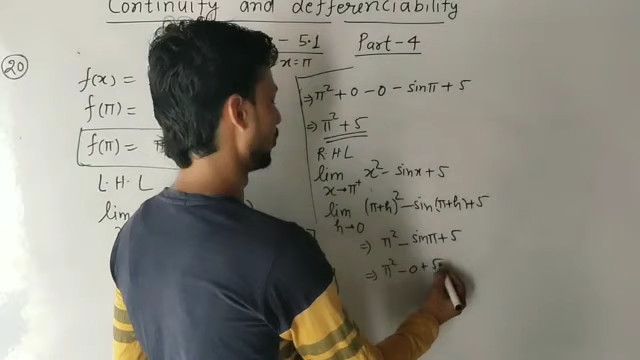 Continuity and defferenciability
- 5.1 Part-4
x = π
20
f(x) =
f(π) =
f(π) =
L.H.L
lim
⇒ π² + 0 - 0 - sinπ + 5
⇒ π² + 5
R.H.L
lim x² - sinx + 5
x→π⁺
lim (π+h)² - sin(π+h)+5
h→0
⇒ π² - sinπ + 5
⇒ π² - 0 + 5